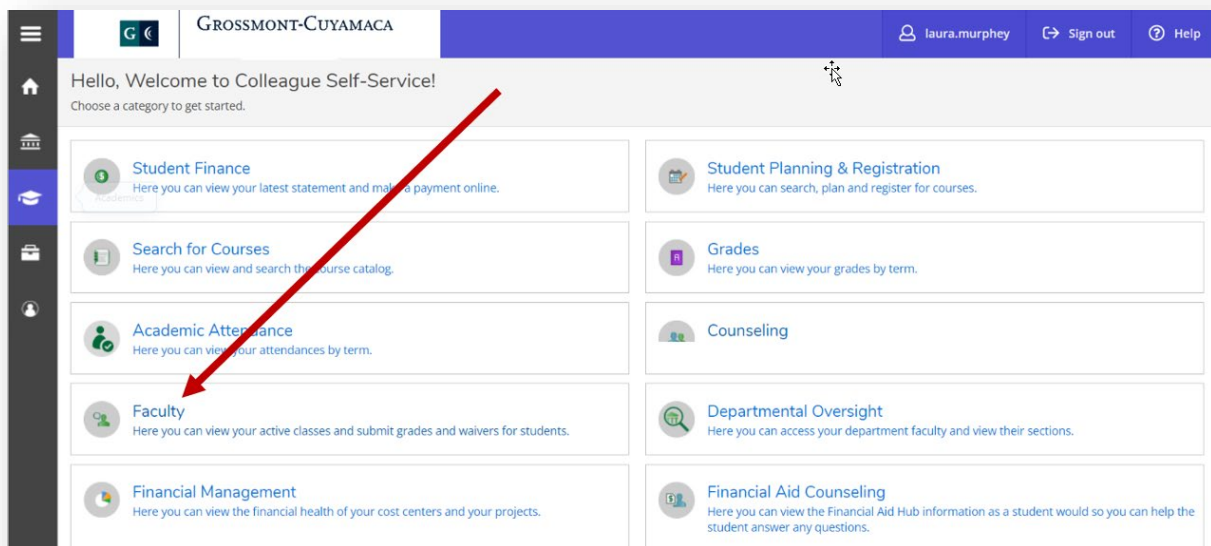 GROSSMONT-CUYAMACA
laura.murphey
Sign out
Help
Hello, Welcome to Colleague Self-Service!
Choose a category to get started.
Student Finance
Here you can view your latest statement and make a payment online.
Academics
Student Planning & Registration
Here you can search, plan and register for courses.
Search for Courses
Here you can view and search the course catalog.
Grades
Here you can view your grades by term.
Academic Attendance
Here you can view your attendances by term.
Counseling
Faculty
Here you can view your active classes and submit grades and waivers for students.
Departmental Oversight
Here you can access your department faculty and view their sections.
Financial Management
Here you can view the financial health of your cost centers and your projects.
Financial Aid Counseling
Here you can view the Financial Aid Hub information as a student would so you can help the
student answer any questions.